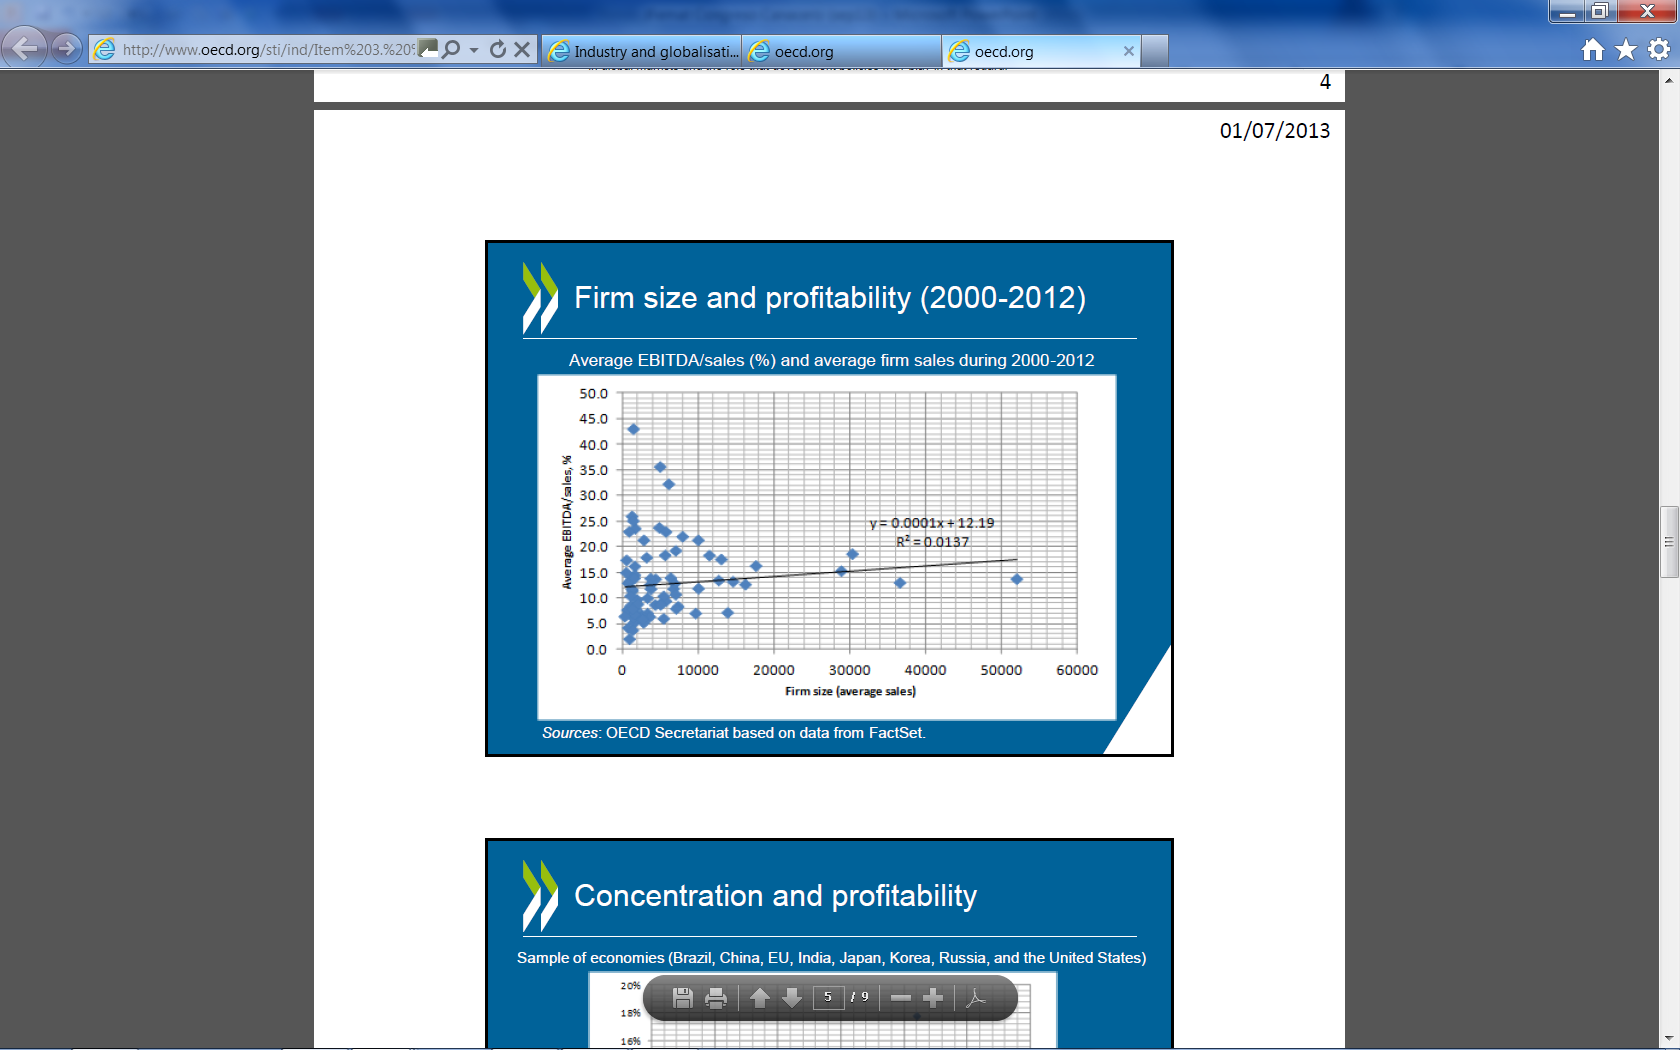 http://www.oecd.org/sti/ind/Item%203.%20%
Industry and globalisati...
oecd.org
oecd.org
4
01/07/2013
Firm size and profitability (2000-2012)
Average EBITDA/sales (%) and average firm sales during 2000-2012
50.0
45.0
40.0
35.0
30.0
25.0
20.0
15.0
10.0
5.0
0.0
Average EBITDA/sales, %
y = 0.0001x + 12.19
R² = 0.0137
0 10000 20000 30000 40000 50000 60000
Firm size (average sales)
Sources: OECD Secretariat based on data from FactSet.
Concentration and profitability
Sample of economies (Brazil, China, EU, India, Japan, Korea, Russia, and the United States)
20%
18%
16%
5 / 9